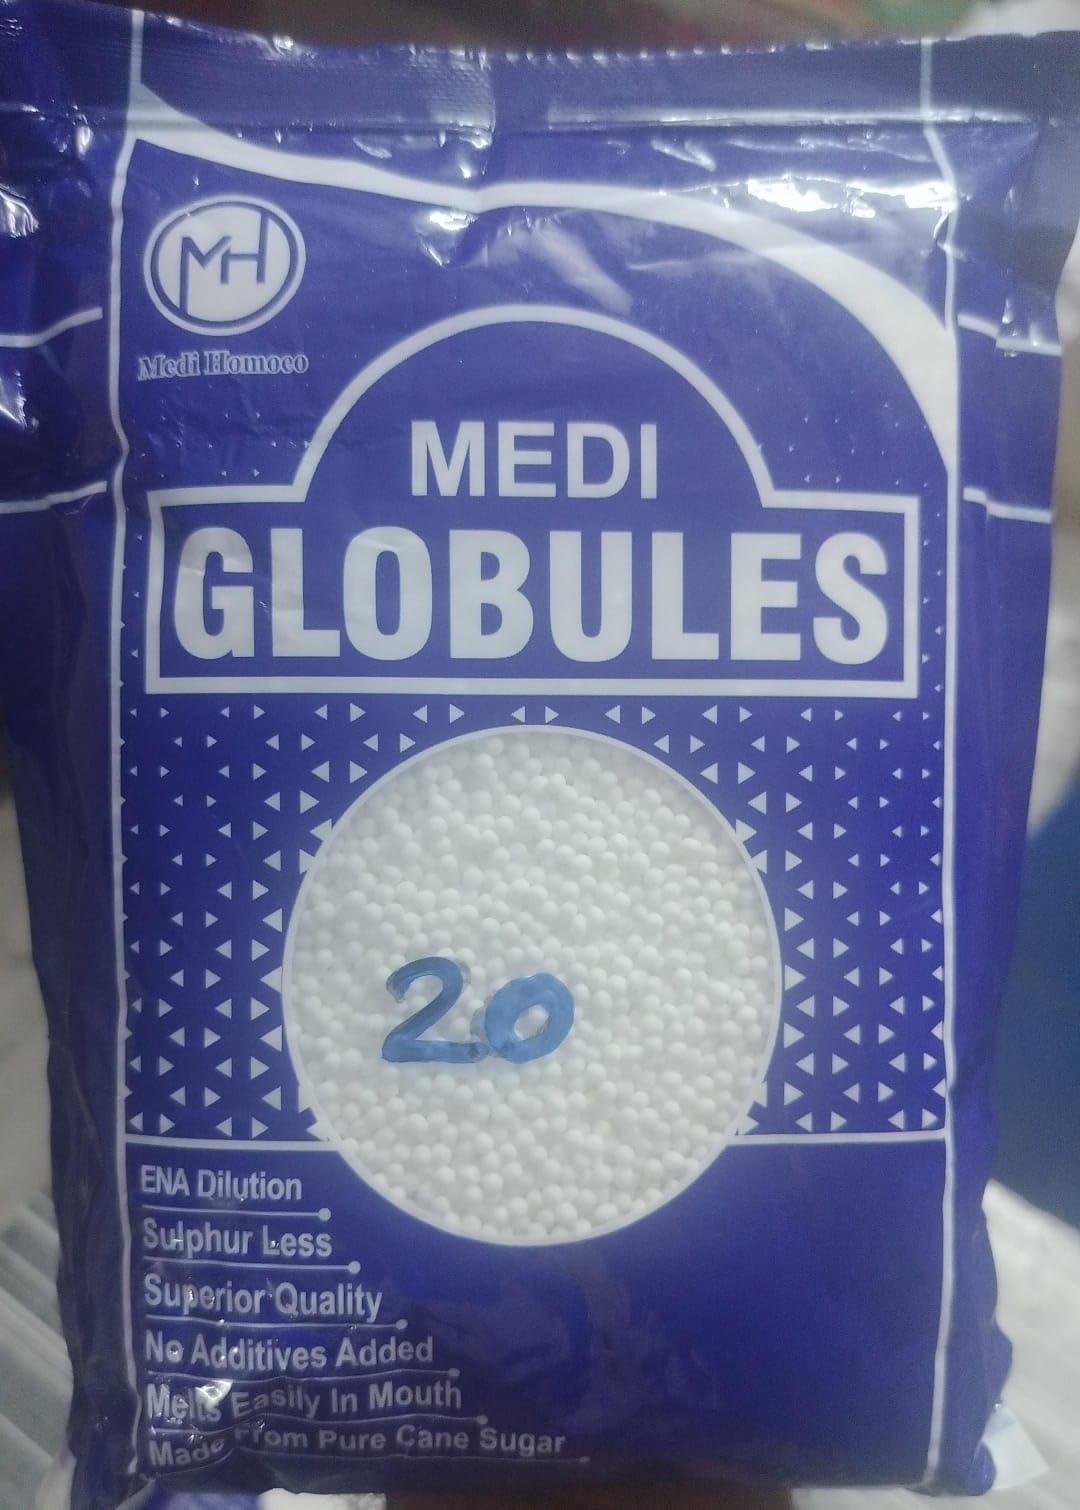 MH
Medi Homoeo
MEDI
GLOBULES
20
ENA Dilution
Sulphur Less
Superior Quality
No Additives Added
Melts Easily In Mouth
Made From Pure Cane Sugar